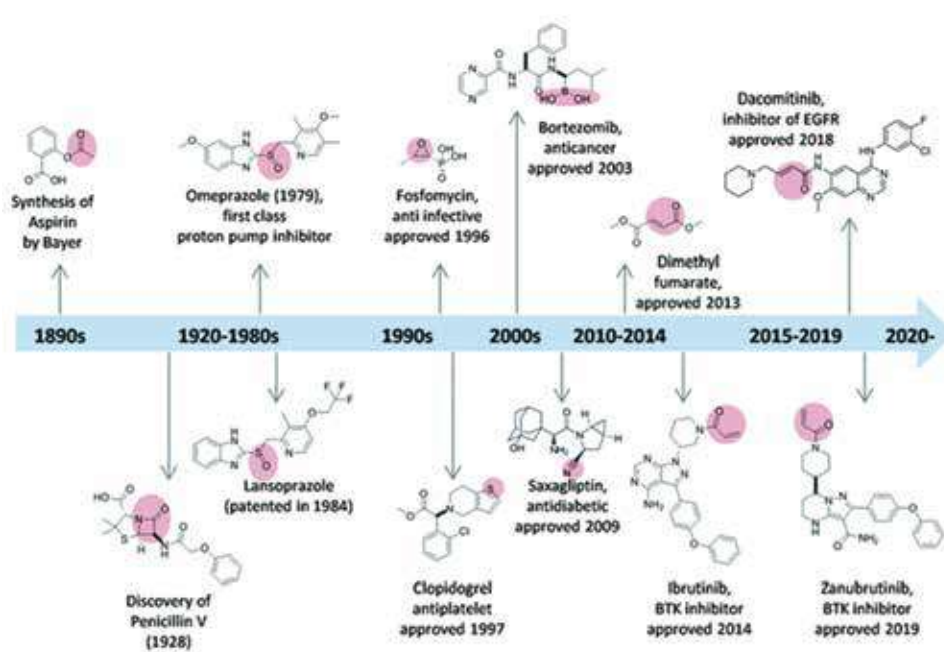 Synthesis of
Aspirin
by Bayer
Omeprazole (1979),
first class
proton pump inhibitor
Fosfomycin,
anti infective
approved 1996
Bortezomib,
anticancer
approved 2003
Dimethyl
fumarate,
approved 2013
Dacomitinib,
inhibitor of EGFR
approved 2018
1890s
1920-1980s
1990s
2000s
2010-2014
2015-2019
2020-
Discovery of
Penicillin V
(1928)
Lansoprazole
(patented in 1984)
Clopidogrel
antiplatelet
approved 1997
Saxagliptin,
antidiabetic
approved 2009
Ibrutinib,
BTK inhibitor
approved 2014
Zanubrutinib,
BTK inhibitor
approved 2019